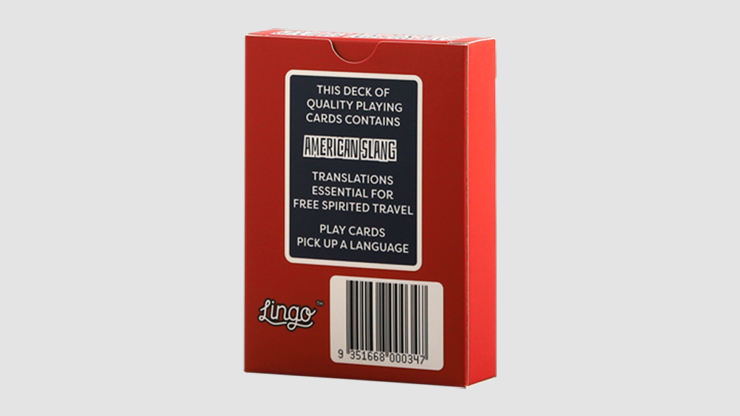 THIS DECK OF
QUALITY PLAYING
CARDS CONTAINS
AMERICAN SLANG
TRANSLATIONS
ESSENTIAL FOR
FREE SPIRITED TRAVEL
PLAY CARDS
PICK UP A LANGUAGE
Lingo™
9 351668 000347